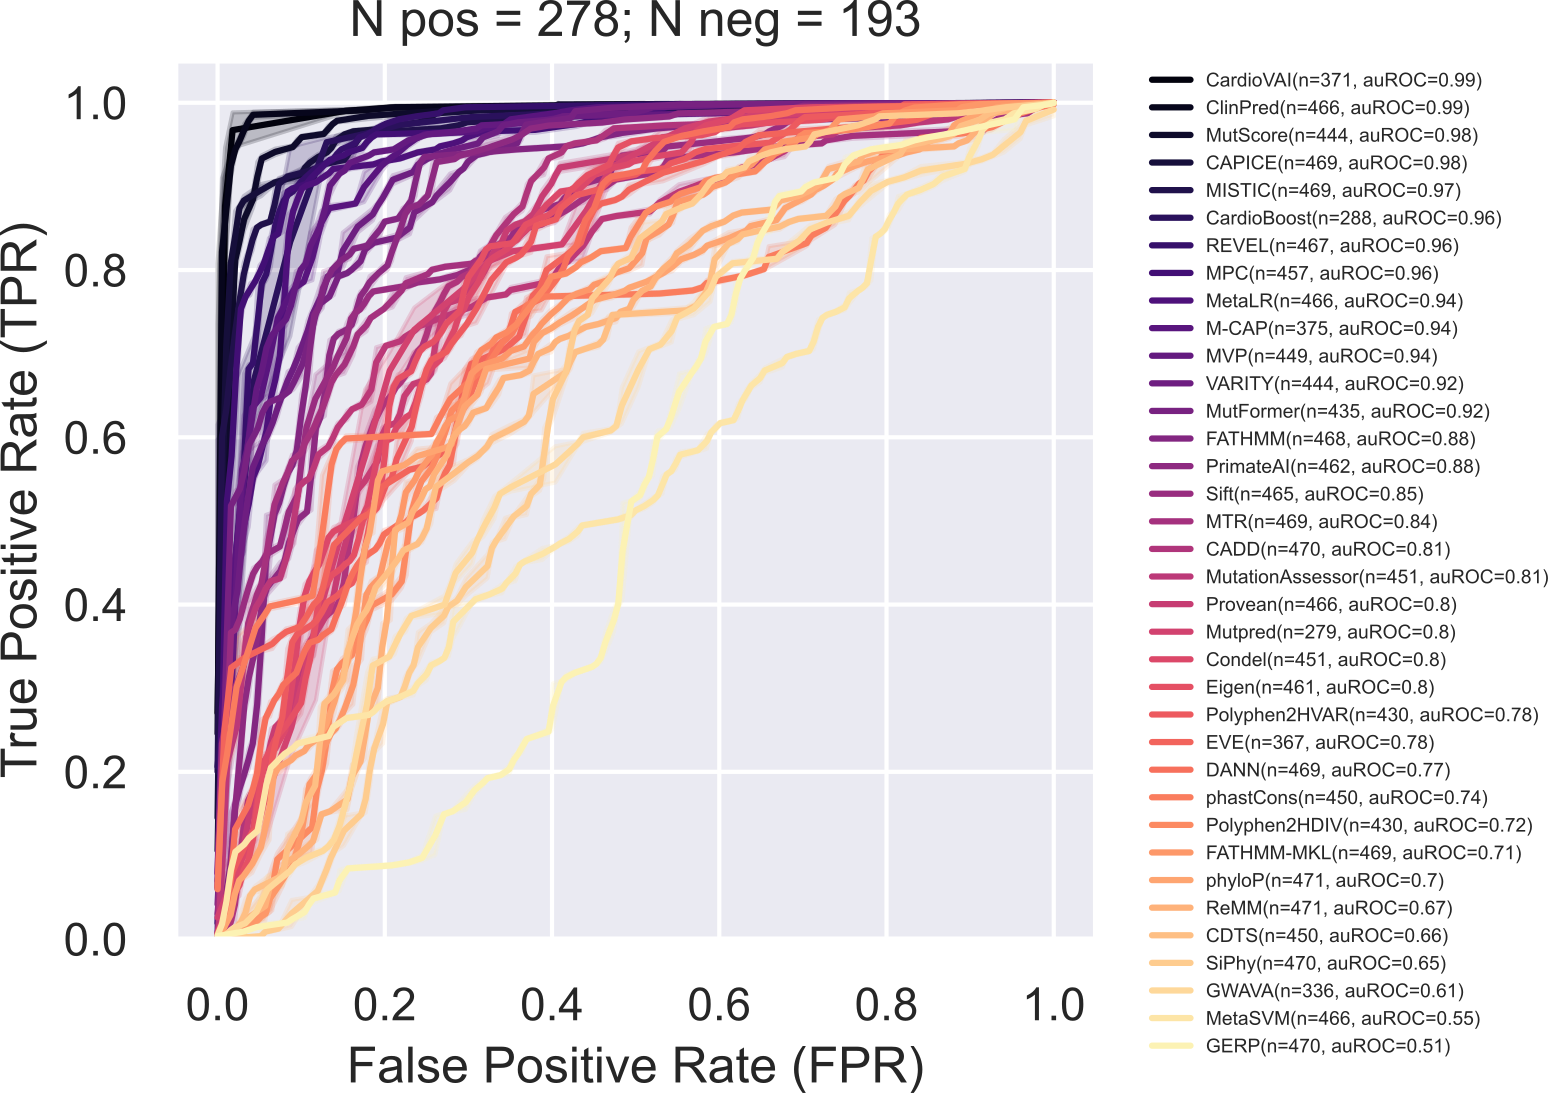 N pos = 278; N neg = 193
True Positive Rate (TPR)
1.0
0.8
0.6
0.4
0.2
0.0
0.0 0.2 0.4 0.6 0.8 1.0
False Positive Rate (FPR)
CardioVAI(n=371, auROC=0.99)
ClinPred(n=466, auROC=0.99)
MutScore(n=444, auROC=0.98)
CAPICE(n=469, auROC=0.98)
MISTIC(n=469, auROC=0.97)
CardioBoost(n=288, auROC=0.96)
REVEL(n=467, auROC=0.96)
MPC(n=457, auROC=0.96)
MetaLR(n=466, auROC=0.94)
M-CAP(n=375, auROC=0.94)
MVP(n=449, auROC=0.94)
VARITY(n=444, auROC=0.92)
MutFormer(n=435, auROC=0.92)
FATHMM(n=468, auROC=0.88)
PrimateAI(n=462, auROC=0.88)
Sift(n=465, auROC=0.85)
MTR(n=469, auROC=0.84)
CADD(n=470, auROC=0.81)
MutationAssessor(n=451, auROC=0.81)
Provean(n=466, auROC=0.8)
Mutpred(n=279, auROC=0.8)
Condel(n=451, auROC=0.8)
Eigen(n=461, auROC=0.8)
Polyphen2HVAR(n=430, auROC=0.78)
EVE(n=367, auROC=0.78)
DANN(n=469, auROC=0.77)
phastCons(n=450, auROC=0.74)
Polyphen2HDIV(n=430, auROC=0.72)
FATHMM-MKL(n=469, auROC=0.71)
phyloP(n=471, auROC=0.7)
ReMM(n=471, auROC=0.67)
CDTS(n=450, auROC=0.66)
SiPhy(n=470, auROC=0.65)
GWAVA(n=336, auROC=0.61)
MetaSVM(n=466, auROC=0.55)
GERP(n=470, auROC=0.51)